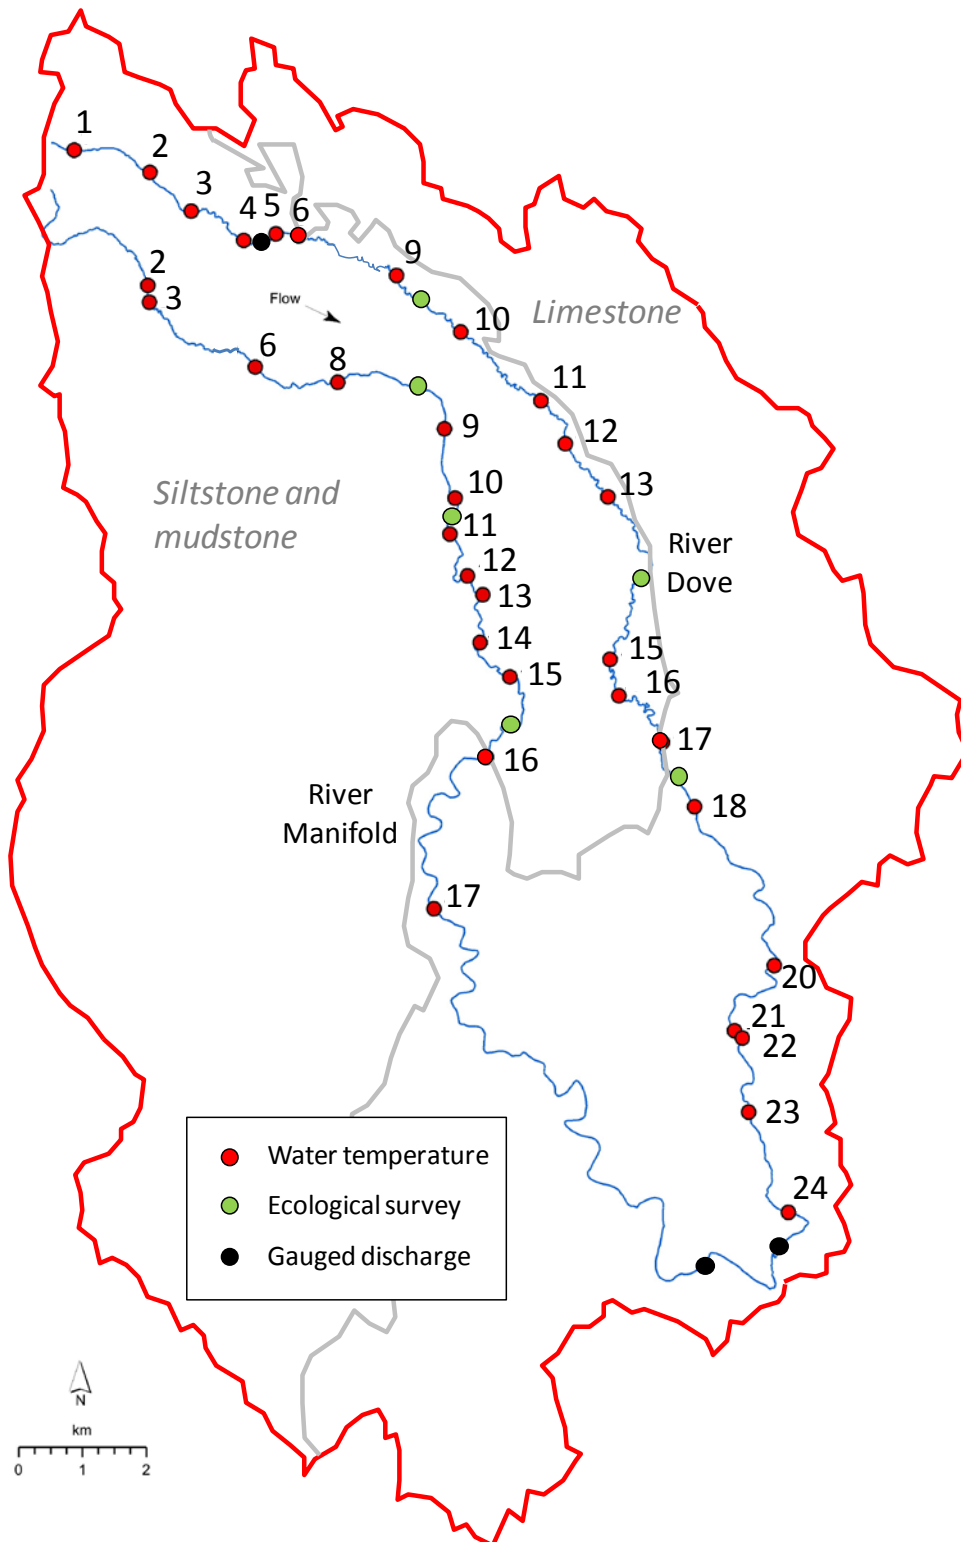 1
2
3
4
5
6
2
3
9
Flow
10
Limestone
6
8
11
9
12
Siltstone and
mudstone
10
13
11
River
Dove
12
13
14
15
15
16
16
17
River
Manifold
18
17
20
21
22
23
Water temperature
Ecological survey
Gauged discharge
24
N
km
0
1
2